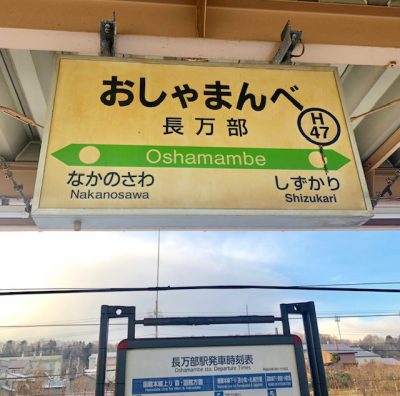 おしゃまんべ
長万部
H
47
Oshamambe
なかのさわ
Nakanosawa
しずかり
Shizukari
長万部駅発車時刻表
Oshamambe sta. Departure Times